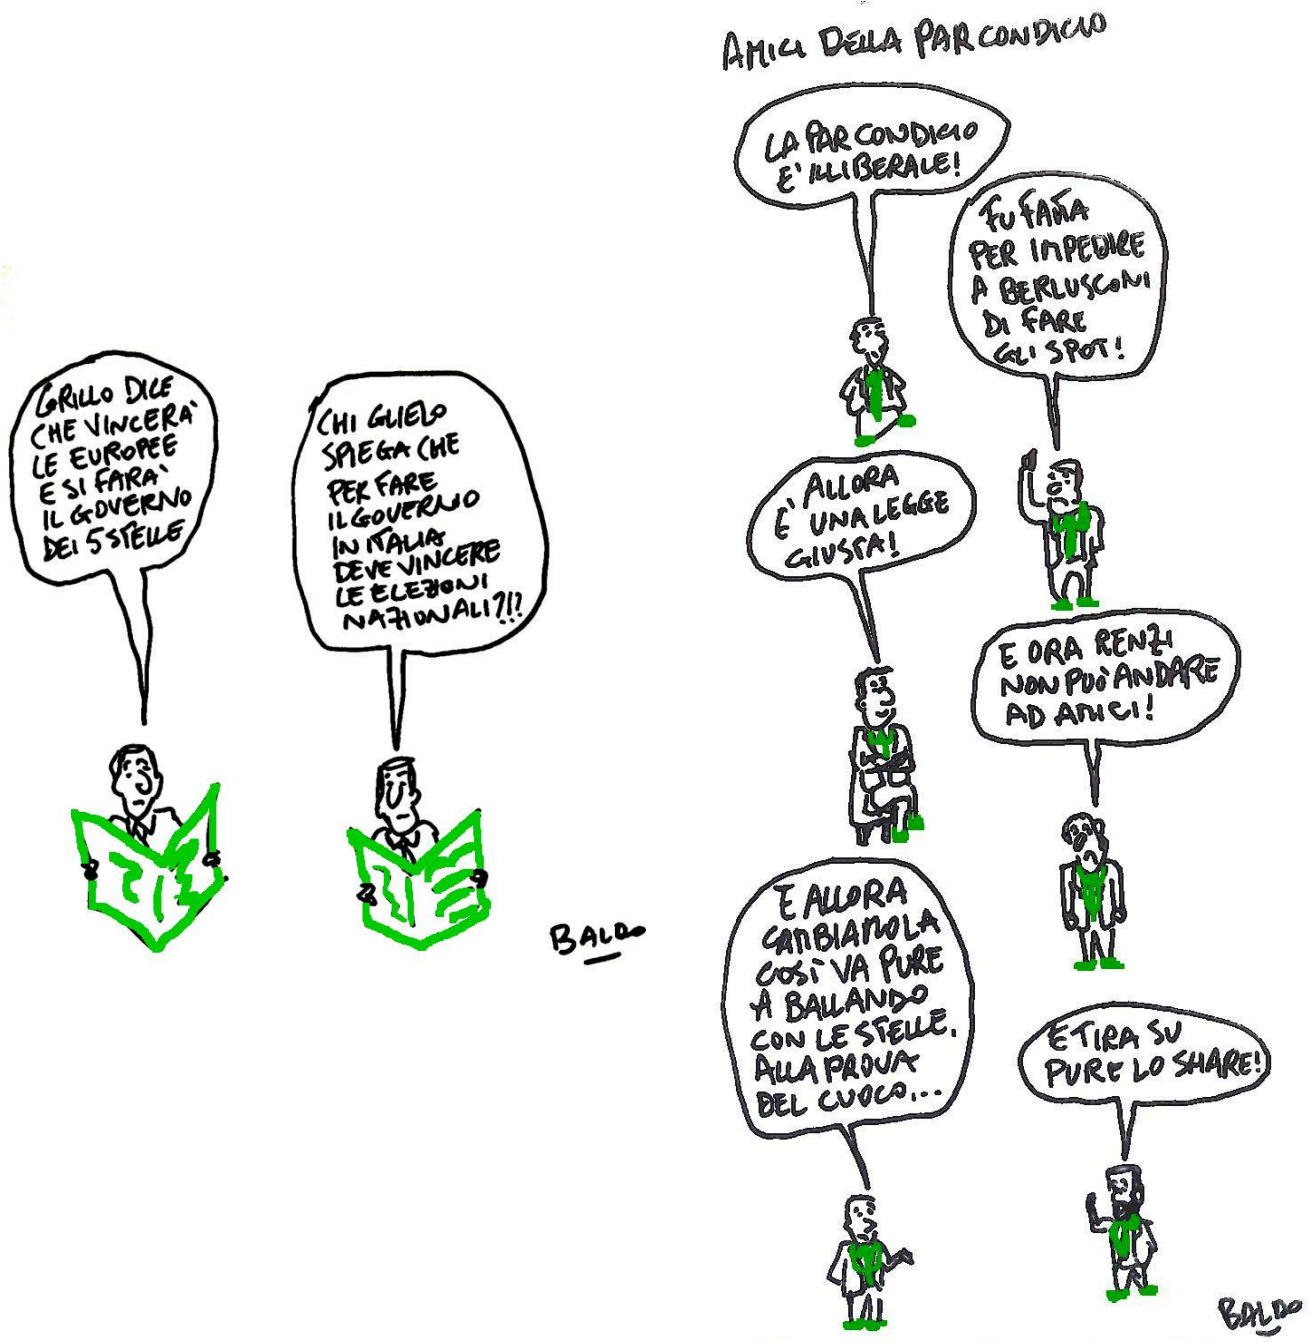 GRILLO DICE
CHE VINCERA'
LE EUROPEE
E SI FARA'
IL GOVERNO
DEI 5 STELLE
CHI GLIELO
SPIEGA CHE
PER FARE
IL GOVERNO
IN ITALIA
DEVE VINCERE
LE ELEZIONI
NAZIONALI?!?
BALDO
AMICI DELLA PAR CONDICIO
LA PAR CONDICIO
E' ILLIBERALE!
FU FATTA
PER IMPEDIRE
A BERLUSCONI
DI FARE
GLI SPOT!
ALLORA
E' UNA LEGGE
GIUSTA!
E ORA RENZI
NON PUÒ ANDARE
AD AMICI!
E ALLORA
CAMBIAMOLA
COSÌ VA PURE
A BALLANDO
CON LE STELLE,
ALLA PROVA
DEL CUOCO,...
E TIRA SU
PURE LO SHARE!
BALDO